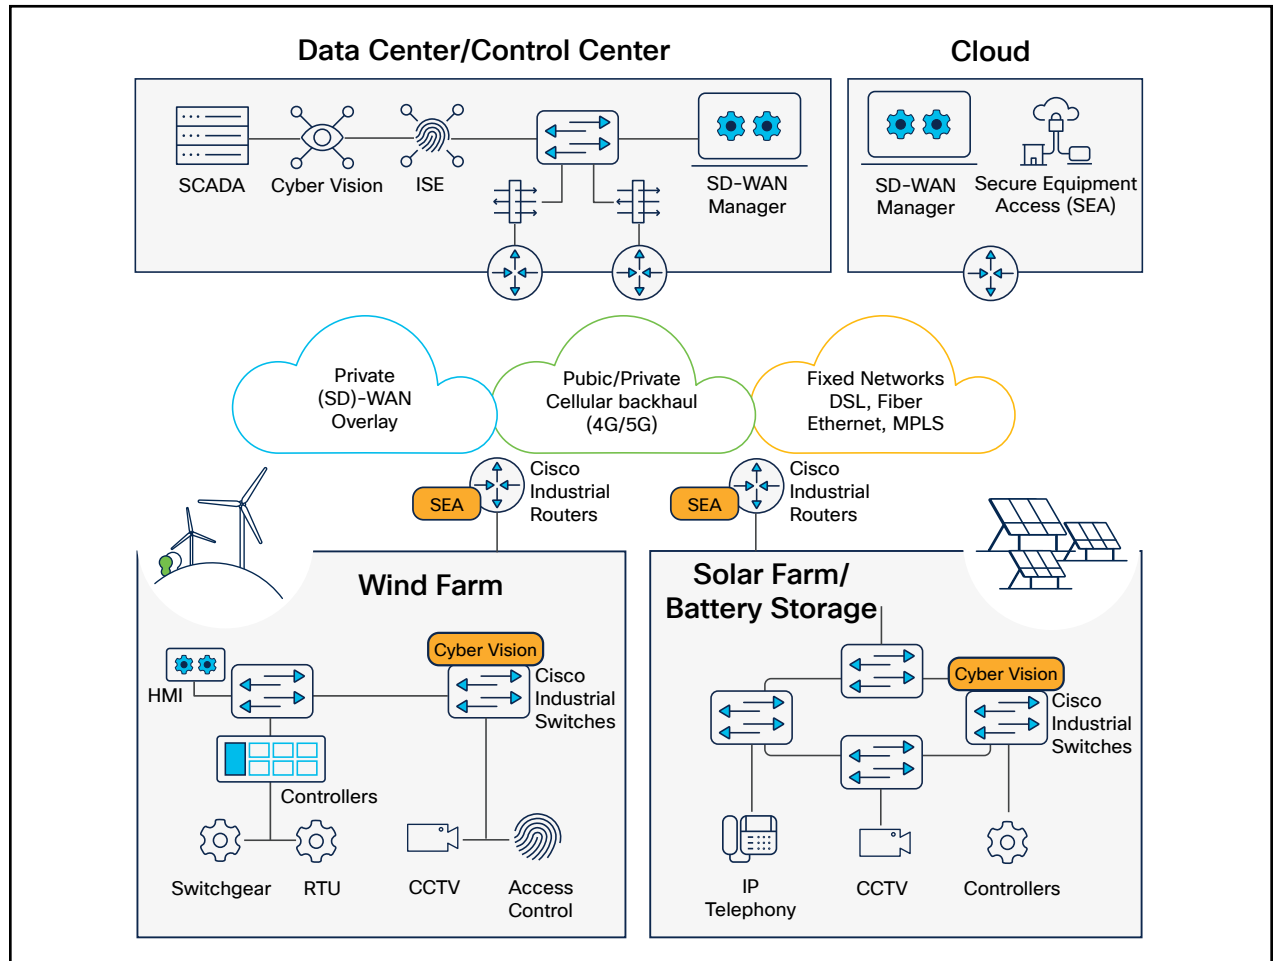 Data Center/Control Center
SCADA
Cyber Vision
ISE
SD-WAN
Manager
Cloud
SD-WAN
Manager
Secure Equipment
Access (SEA)
Private
(SD)-WAN
Overlay
Pubic/Private
Cellular backhaul
(4G/5G)
Fixed Networks
DSL, Fiber
Ethernet, MPLS
SEA
Cisco
Industrial
Routers
SEA
Cisco
Industrial
Routers
Wind Farm
HMI
Cyber Vision
Cisco
Industrial
Switches
Controllers
Switchgear
RTU
CCTV
Access
Control
Solar Farm/
Battery Storage
Cyber Vision
Cisco
Industrial
Switches
IP
Telephony
CCTV
Controllers